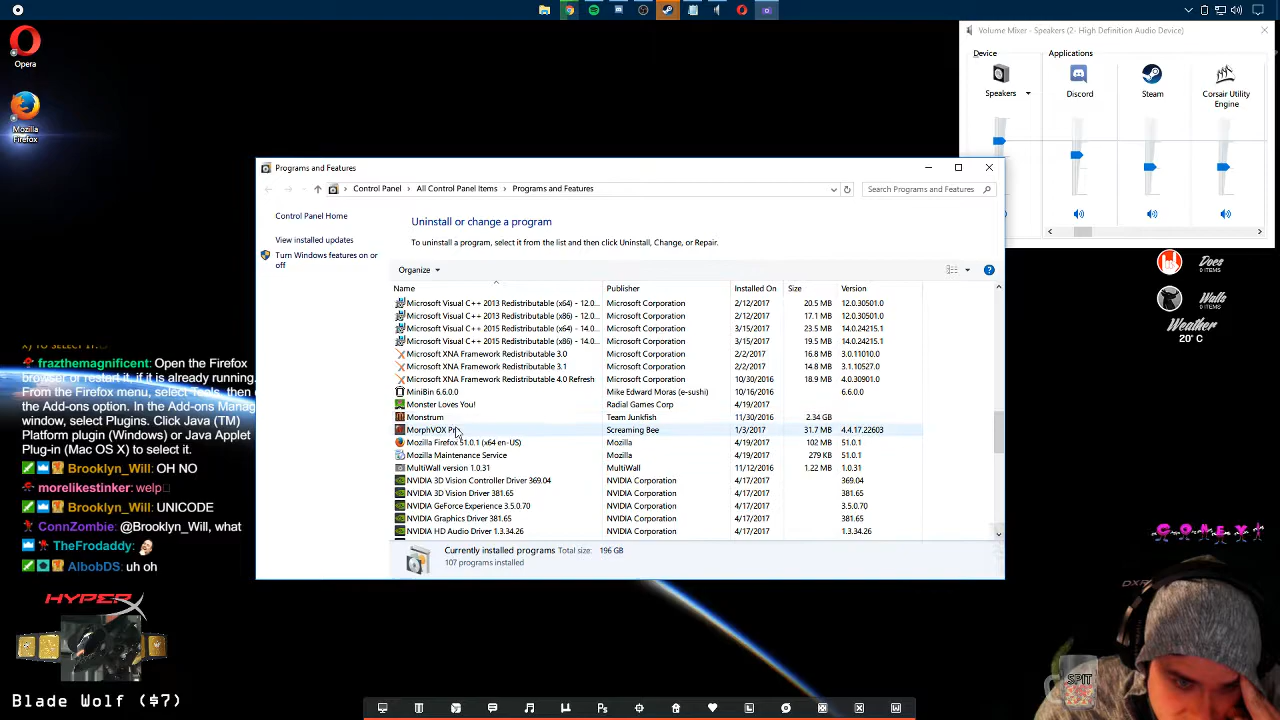 Volume Mixer - Speakers (2- High Definition Audio Device)
Device
Applications
Speakers
Discord
Steam
Corsair Utility
Engine
Opera
Mozilla
Firefox
Programs and Features
Control Panel
All Control Panel Items
Programs and Features
Search Programs and Features
Control Panel Home
View installed updates
Turn Windows features on or
off
Uninstall or change a program
To uninstall a program, select it from the list and then click Uninstall, Change, or Repair.
Organize
Name Publisher Installed On Size Version
Microsoft Visual C++ 2013 Redistributable (x64) - 12.0... Microsoft Corporation 2/12/2017 20.5 MB 12.0.30501.0
Microsoft Visual C++ 2013 Redistributable (x86) - 12.0... Microsoft Corporation 2/12/2017 17.1 MB 12.0.30501.0
Microsoft Visual C++ 2015 Redistributable (x64) - 14.0... Microsoft Corporation 3/15/2017 23.5 MB 14.0.24215.1
Microsoft Visual C++ 2015 Redistributable (x86) - 14.0... Microsoft Corporation 3/15/2017 19.5 MB 14.0.24215.1
Microsoft XNA Framework Redistributable 3.0 Microsoft Corporation 2/2/2017 16.8 MB 3.0.11010.0
Microsoft XNA Framework Redistributable 3.1 Microsoft Corporation 2/2/2017 14.8 MB 3.1.10527.0
Microsoft XNA Framework Redistributable 4.0 Refresh Microsoft Corporation 10/30/2016 18.9 MB 4.0.30901.0
MiniBin 6.6.0.0 Mike Edward Moras (e-sushi) 10/16/2016 6.6.0.0
Monster Loves You! Radial Games Corp 4/19/2017
Monstrum Team Junkfish 11/30/2016 2.34 GB
MorphVOX Screaming Bee 1/3/2017 31.7 MB 4.4.17.22603
Mozilla Firefox 51.0.1 (x64 en-US) Mozilla 4/19/2017 102 MB 51.0.1
Mozilla Maintenance Service Mozilla 4/19/2017 279 KB 51.0.1
MultiWall version 1.0.31 MultiWall 11/12/2016 1.22 MB 1.0.31
NVIDIA 3D Vision Controller Driver 369.04 NVIDIA Corporation 4/17/2017 369.04
NVIDIA 3D Vision Driver 381.65 NVIDIA Corporation 4/17/2017 381.65
NVIDIA GeForce Experience 3.5.0.70 NVIDIA Corporation 4/17/2017 3.5.0.70
NVIDIA Graphics Driver 381.65 NVIDIA Corporation 4/17/2017 381.65
NVIDIA HD Audio Driver 1.3.34.26 NVIDIA Corporation 4/17/2017 1.3.34.26
Currently installed programs Total size: 196 GB
107 programs installed
Docs
0 ITEMS
Walls
0 ITEMS
Weather
20° C
frazthemagnificent: Open the Firefox
browser or restart it, if it is already running.
From the Firefox menu, select Tools, then
the Add-ons option. In the Add-ons Manag
window, select Plugins. Click Java (TM)
Platform plugin (Windows) or Java Applet
Plug-in (Mac OS X) to select it.
Brooklyn_Will: OH NO
morelikestinker: welp
Brooklyn_Will: UNICODE
ConnZombie: @Brooklyn_Will, what
TheFrodaddy:
AlbobDS: uh oh
HYPER X
Blade Wolf ($7)
Ps
SPIT